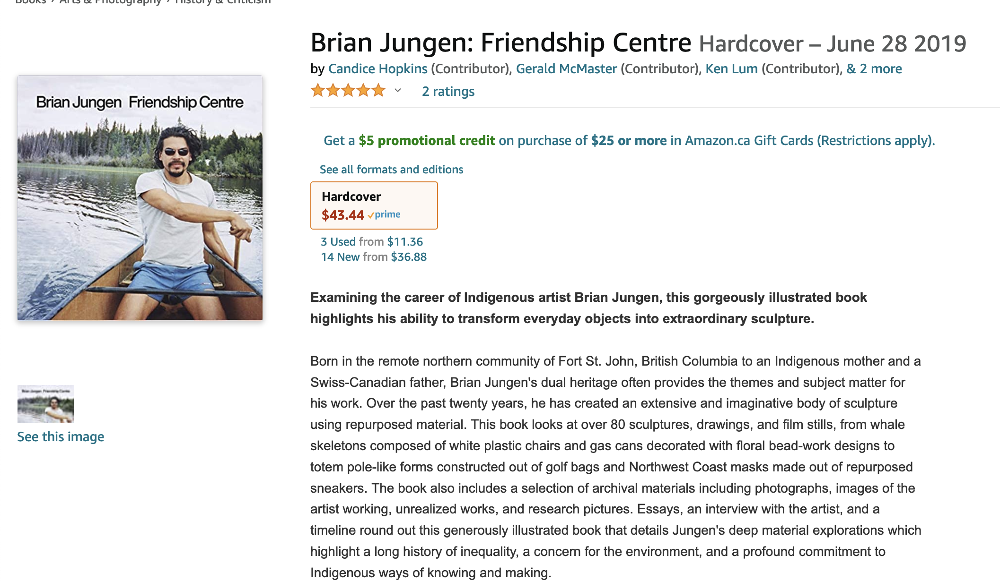 Books › Arts & Photography › History & Criticism
Brian Jungen: Friendship Centre Hardcover – June 28 2019
by Candice Hopkins (Contributor), Gerald McMaster (Contributor), Ken Lum (Contributor), & 2 more
2 ratings
Brian Jungen Friendship Centre
Get a $5 promotional credit on purchase of $25 or more in Amazon.ca Gift Cards (Restrictions apply).
See all formats and editions
Hardcover
$43.44 prime
3 Used from $11.36
14 New from $36.88
Examining the career of Indigenous artist Brian Jungen, this gorgeously illustrated book
highlights his ability to transform everyday objects into extraordinary sculpture.
Born in the remote northern community of Fort St. John, British Columbia to an Indigenous mother and a
Swiss-Canadian father, Brian Jungen's dual heritage often provides the themes and subject matter for
his work. Over the past twenty years, he has created an extensive and imaginative body of sculpture
using repurposed material. This book looks at over 80 sculptures, drawings, and film stills, from whale
skeletons composed of white plastic chairs and gas cans decorated with floral bead-work designs to
totem pole-like forms constructed out of golf bags and Northwest Coast masks made out of repurposed
sneakers. The book also includes a selection of archival materials including photographs, images of the
artist working, unrealized works, and research pictures. Essays, an interview with the artist, and a
timeline round out this generously illustrated book that details Jungen's deep material explorations which
highlight a long history of inequality, a concern for the environment, and a profound commitment to
Indigenous ways of knowing and making.
Brian Jungen Friendship Centre
See this image